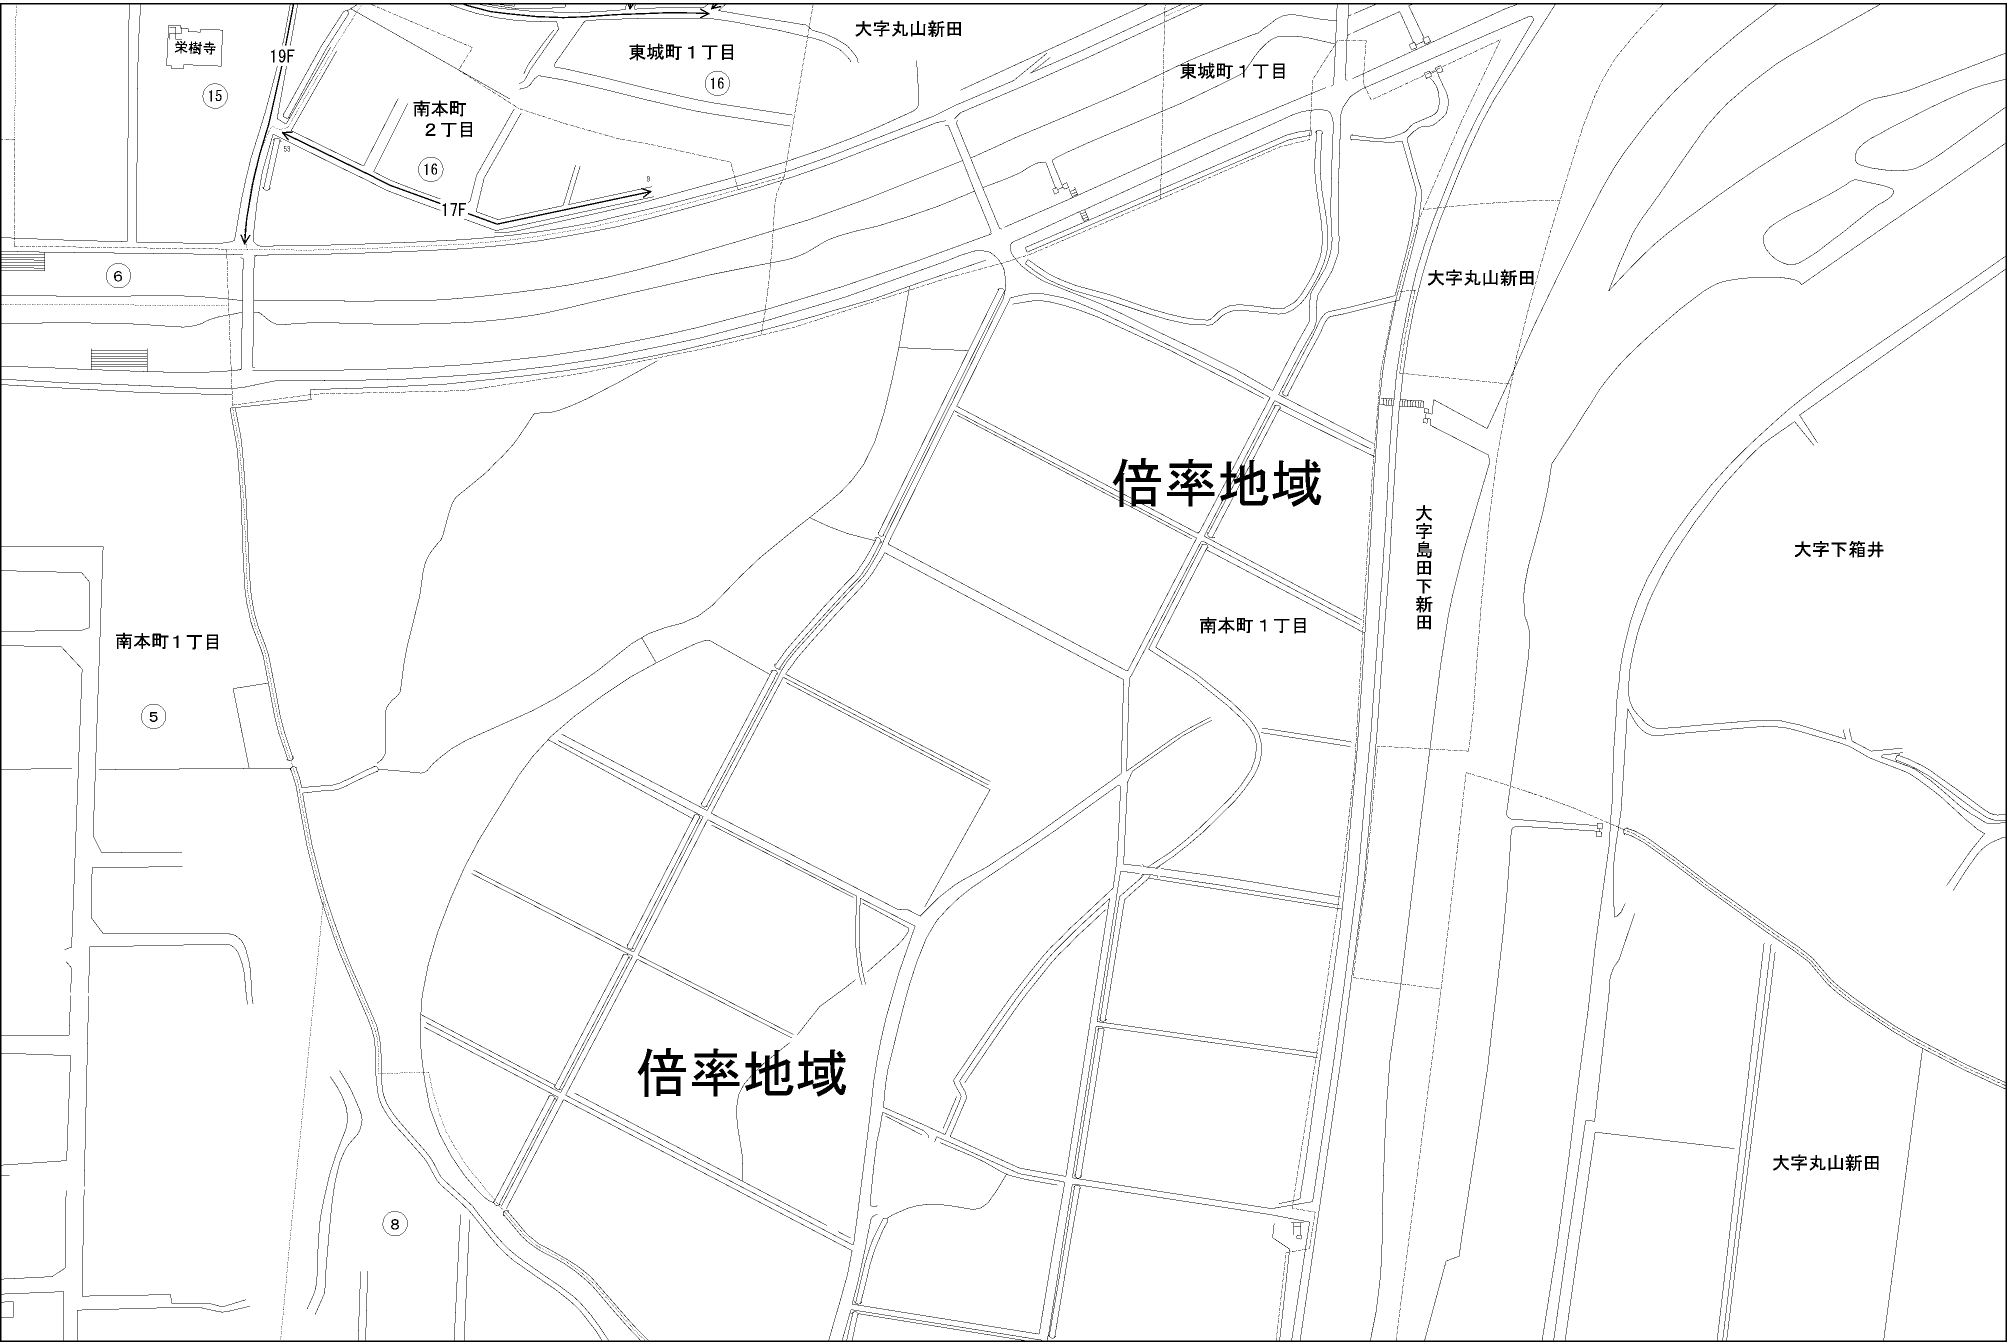 大字丸山新田
栄樹寺
19F
東城町１丁目
16
東城町１丁目
15
南本町
２丁目
53
16
9
17F
6
大字丸山新田
倍率地域
大字島田下新田
大字下箱井
南本町１丁目
南本町１丁目
5
倍率地域
大字丸山新田
8